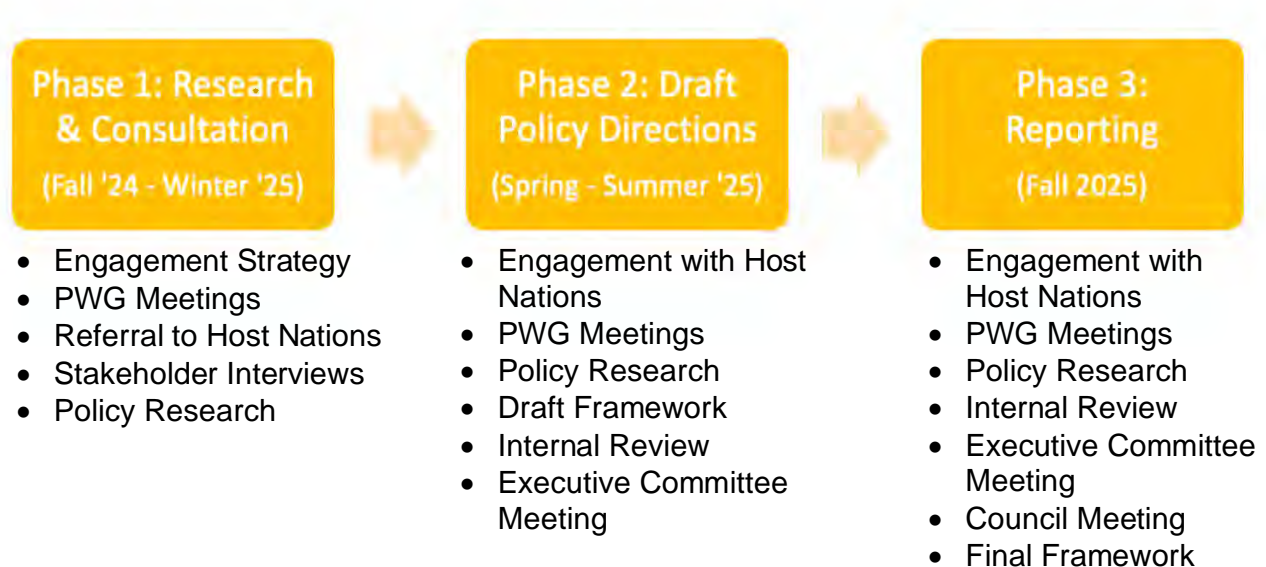 Phase 1: Research
& Consultation
(Fall '24 - Winter '25)
• Engagement Strategy
• PWG Meetings
• Referral to Host Nations
• Stakeholder Interviews
• Policy Research
Phase 2: Draft
Policy Directions
(Spring - Summer '25)
• Engagement with Host
Nations
• PWG Meetings
• Policy Research
• Draft Framework
• Internal Review
• Executive Committee
Meeting
Phase 3:
Reporting
(Fall 2025)
• Engagement with
Host Nations
• PWG Meetings
• Policy Research
• Internal Review
• Executive Committee
Meeting
• Council Meeting
• Final Framework